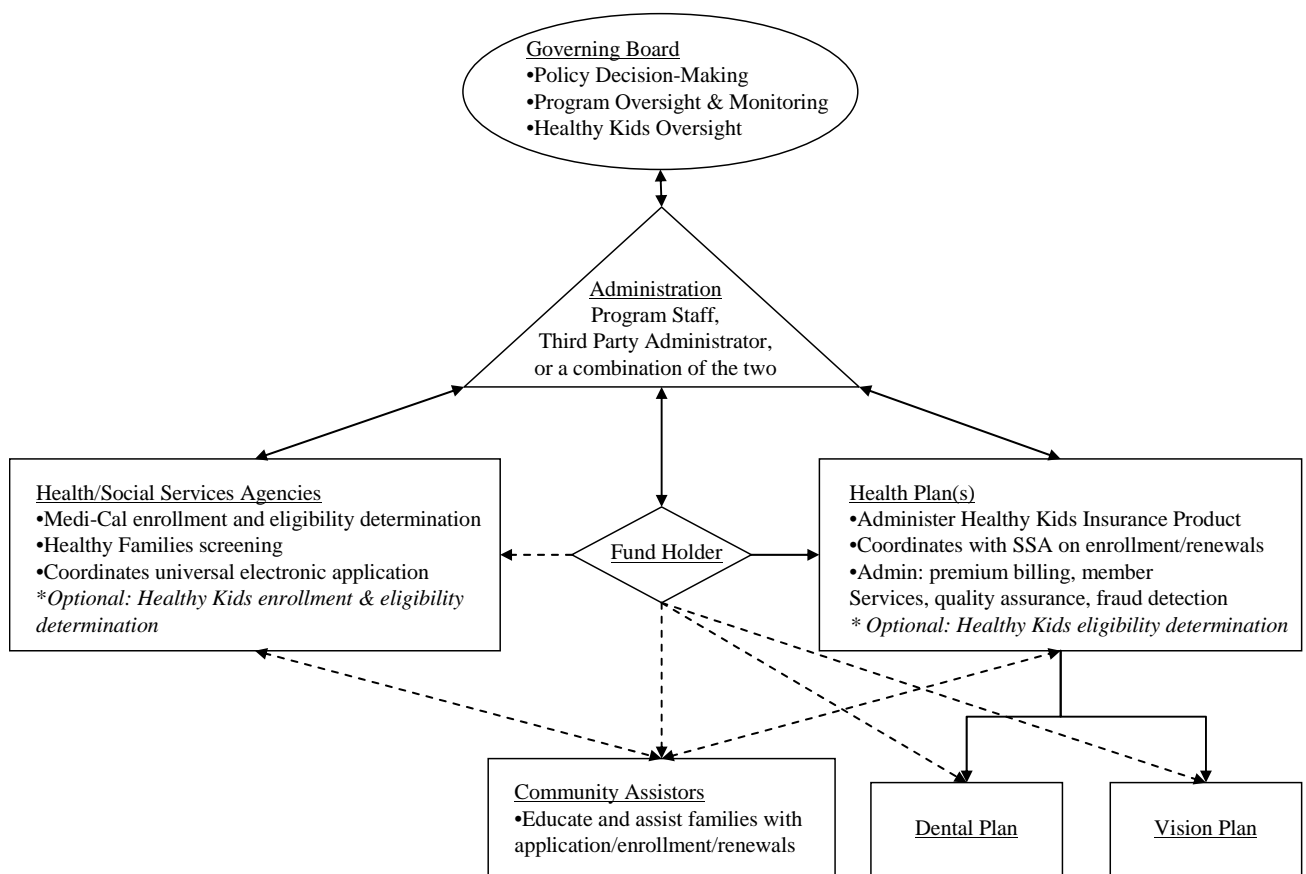 Governing Board
•Policy Decision-Making
•Program Oversight & Monitoring
•Healthy Kids Oversight
Administration
Program Staff,
Third Party Administrator,
or a combination of the two
Health/Social Services Agencies
•Medi-Cal enrollment and eligibility determination
•Healthy Families screening
•Coordinates universal electronic application
*Optional: Healthy Kids enrollment & eligibility
determination
Fund Holder
Health Plan(s)
•Administer Healthy Kids Insurance Product
•Coordinates with SSA on enrollment/renewals
•Admin: premium billing, member
Services, quality assurance, fraud detection
* Optional: Healthy Kids eligibility determination
Community Assistors
•Educate and assist families with
application/enrollment/renewals
Dental Plan
Vision Plan